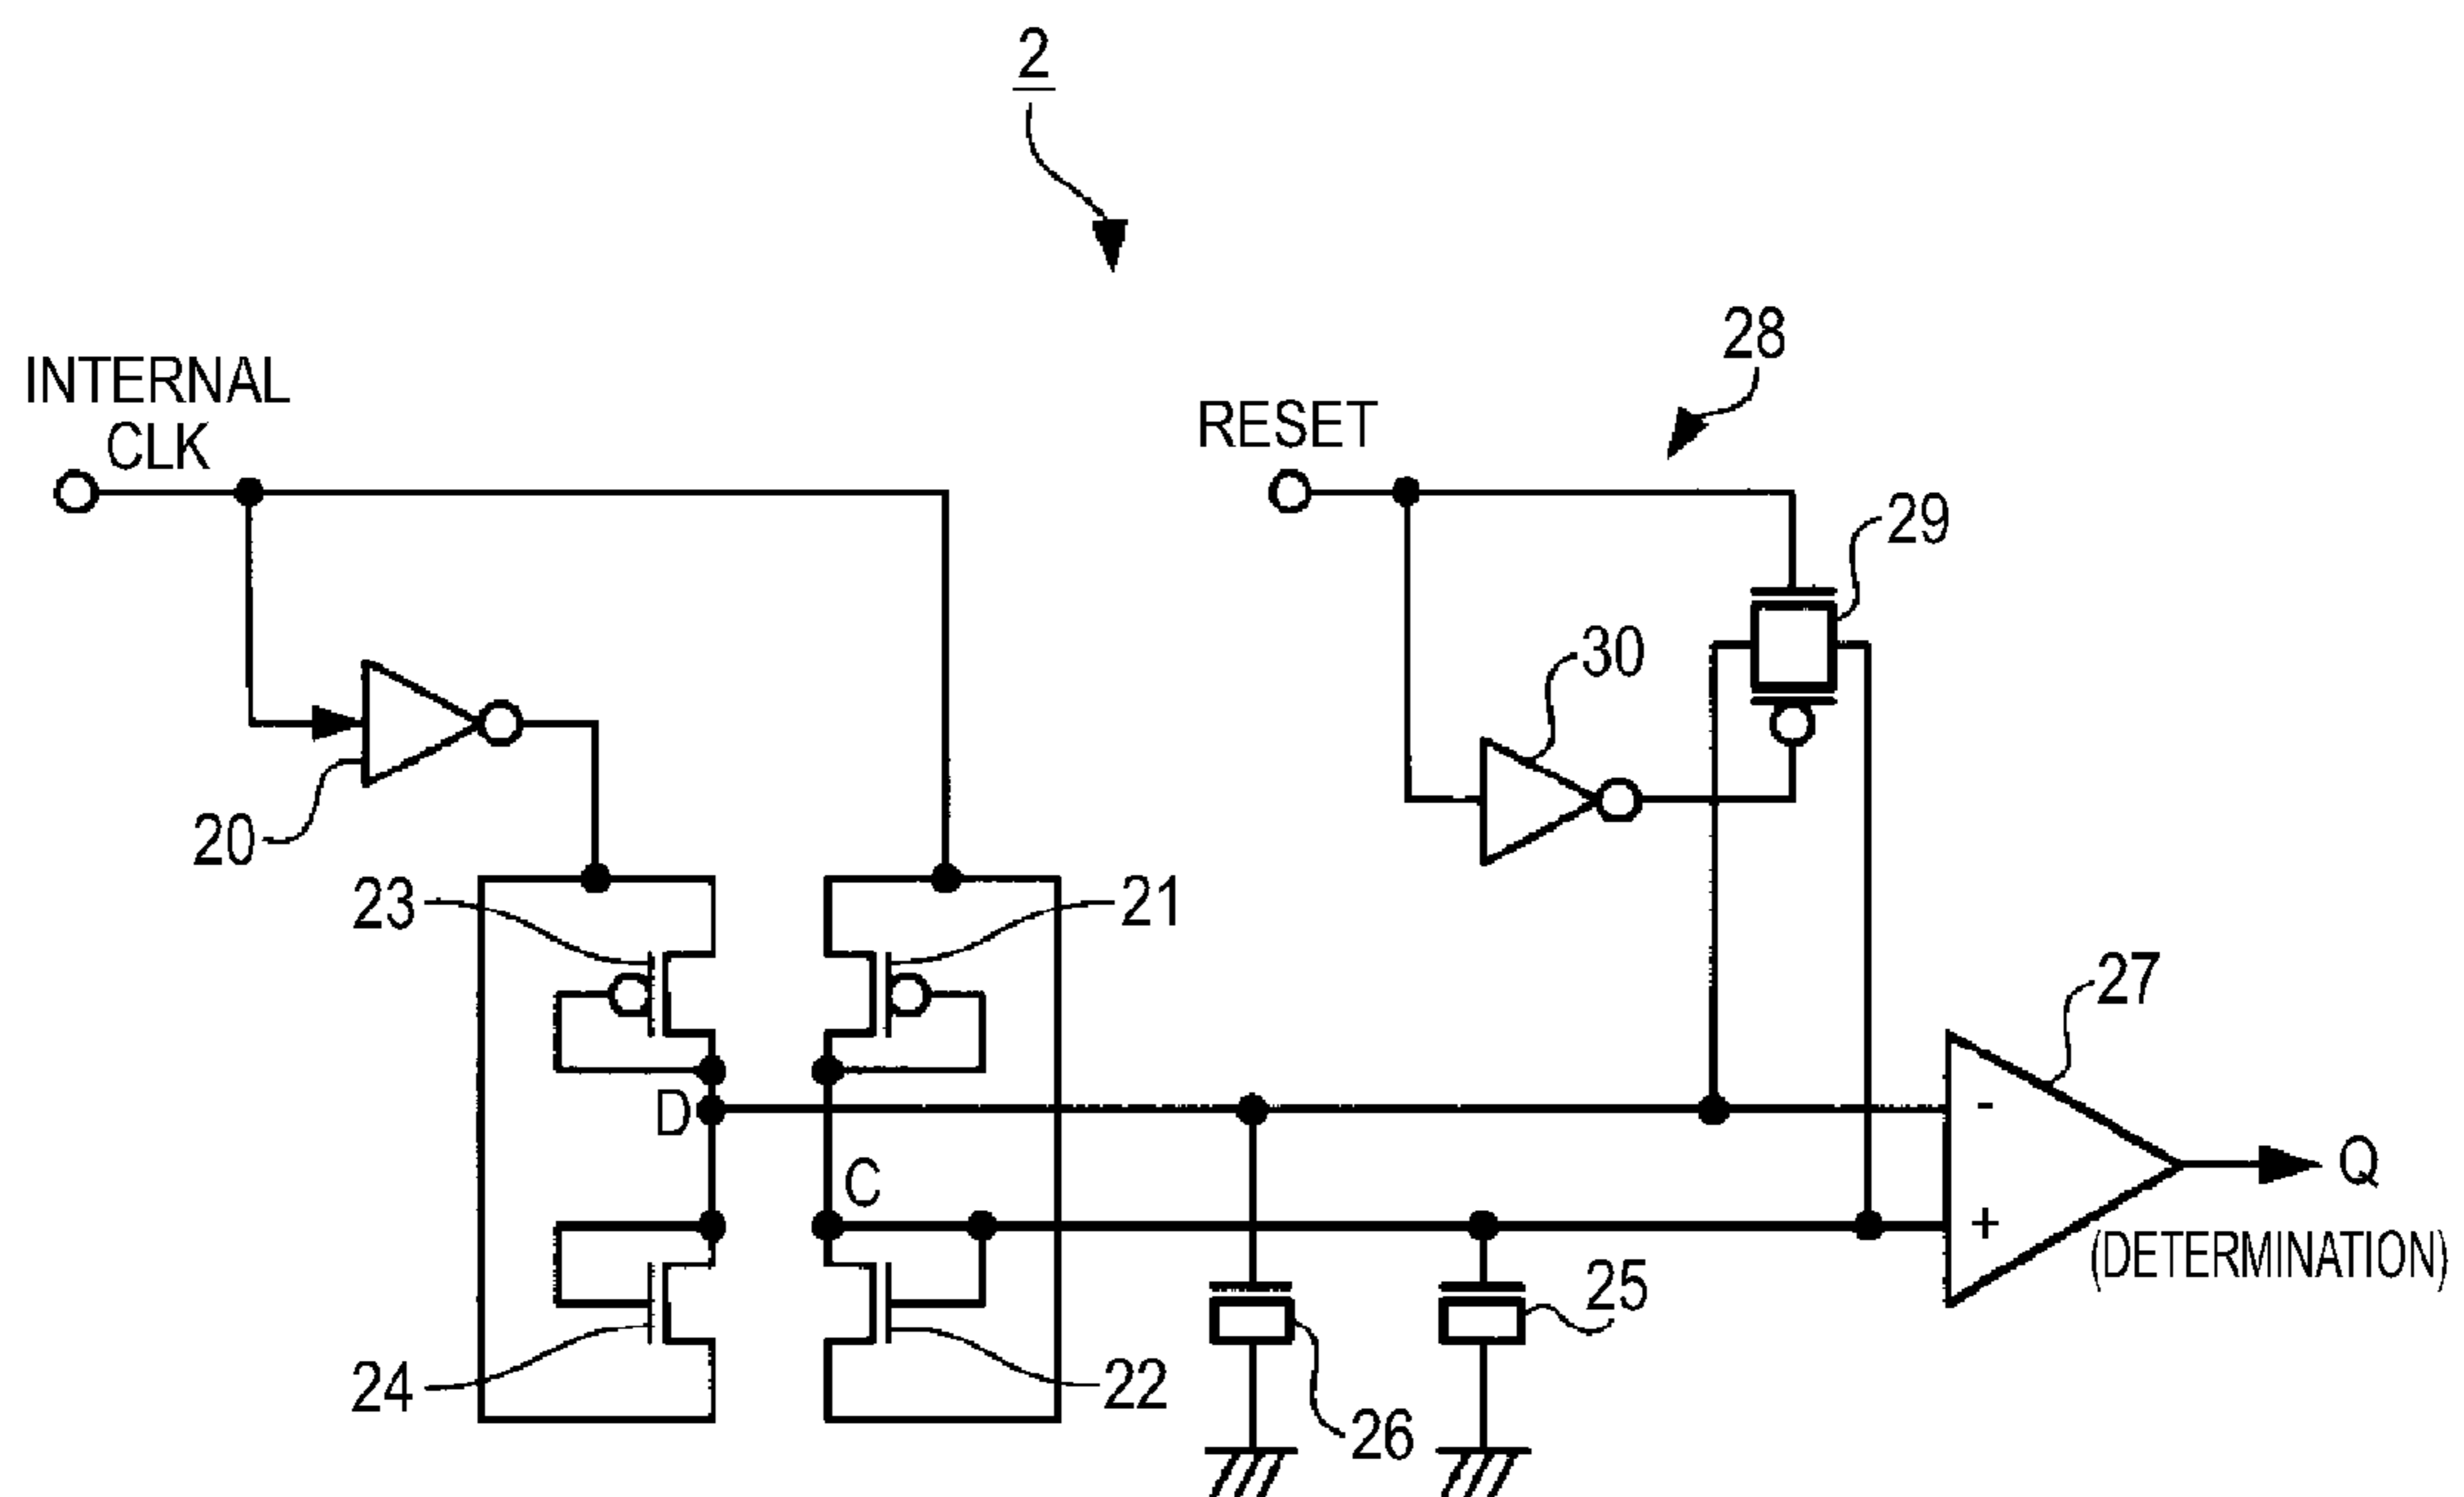 2
28
INTERNAL
CLK
RESET
29
30
20
23
21
27
D
-
C
+
Q
(DETERMINATION)
25
24
22
26